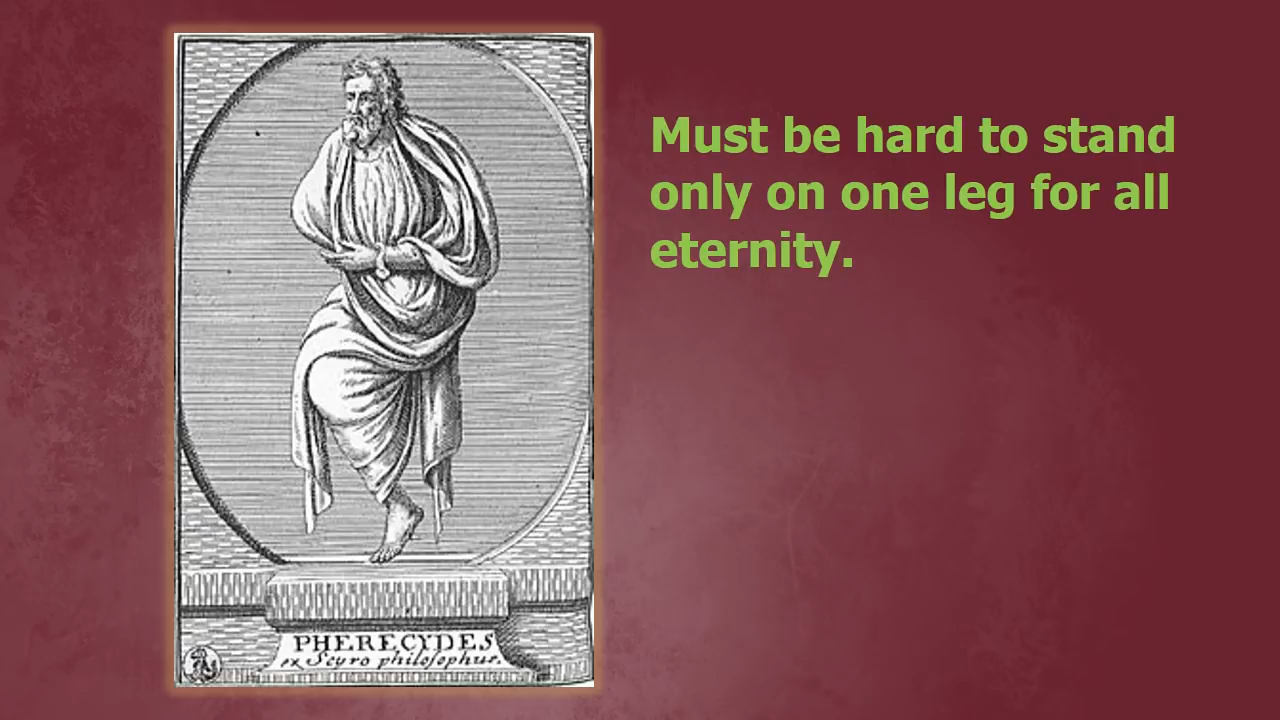 Must be hard to stand
only on one leg for all
eternity.
PHERECYDES
ex Scyro philoſophus.